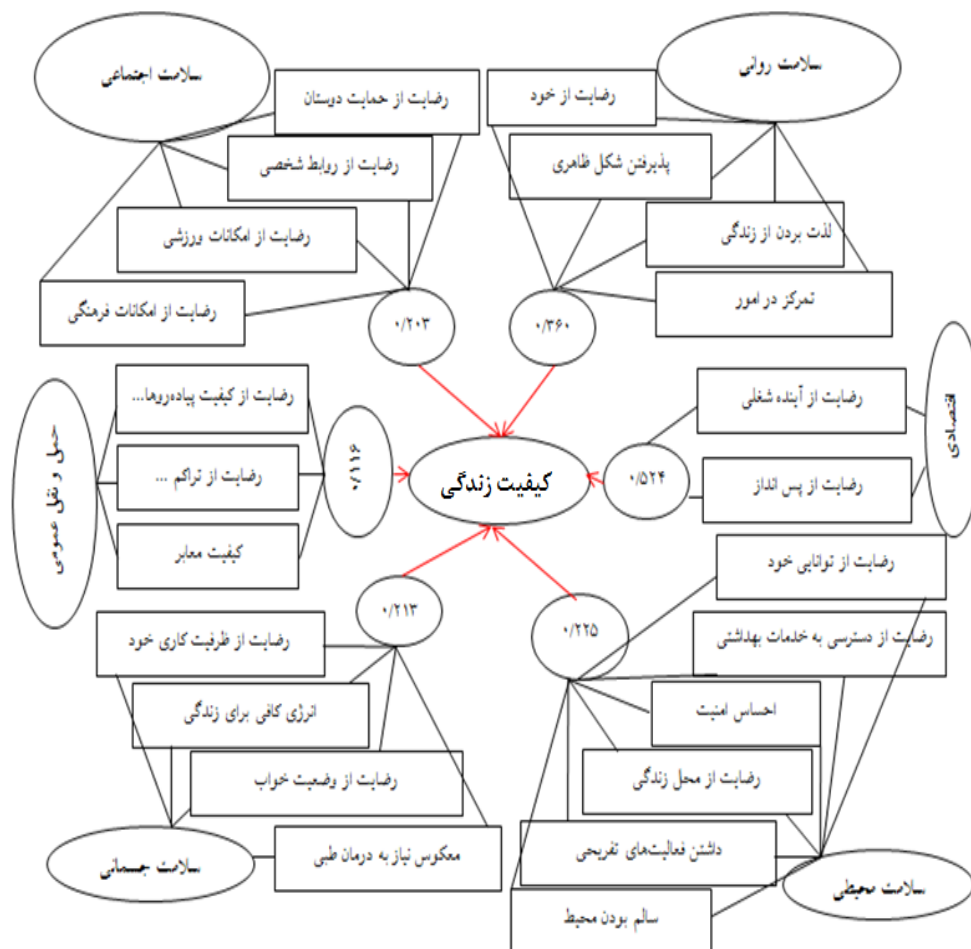 سلامت روانی
رضایت از خود
پذیرفتن شکل ظاهری
لذت بردن از زندگی
تمرکز در امور
۰/۳۶۰
سلامت اجتماعی
رضایت از حمایت دوستان
رضایت از روابط شخصی
رضایت از امکانات ورزشی
رضایت از امکانات فرهنگی
۰/۲۰۳
اقتصادی
رضایت از آینده شغلی
رضایت از پس انداز
۰/۵۲۴
کیفیت زندگی
۰/۱۱۶
رضایت از کیفیت پیاده‌روها...
رضایت از تراکم ...
کیفیت معابر
حمل و نقل عمومی
۰/۲۲۵
رضایت از توانایی خود
رضایت از دسترسی به خدمات بهداشتی
احساس امنیت
رضایت از محل زندگی
داشتن فعالیت‌های تفریحی
سالم بودن محیط
سلامت محیطی
۰/۲۱۳
رضایت از ظرفیت کاری خود
انرژی کافی برای زندگی
رضایت از وضعیت خواب
معکوس نیاز به درمان طبی
سلامت جسمانی